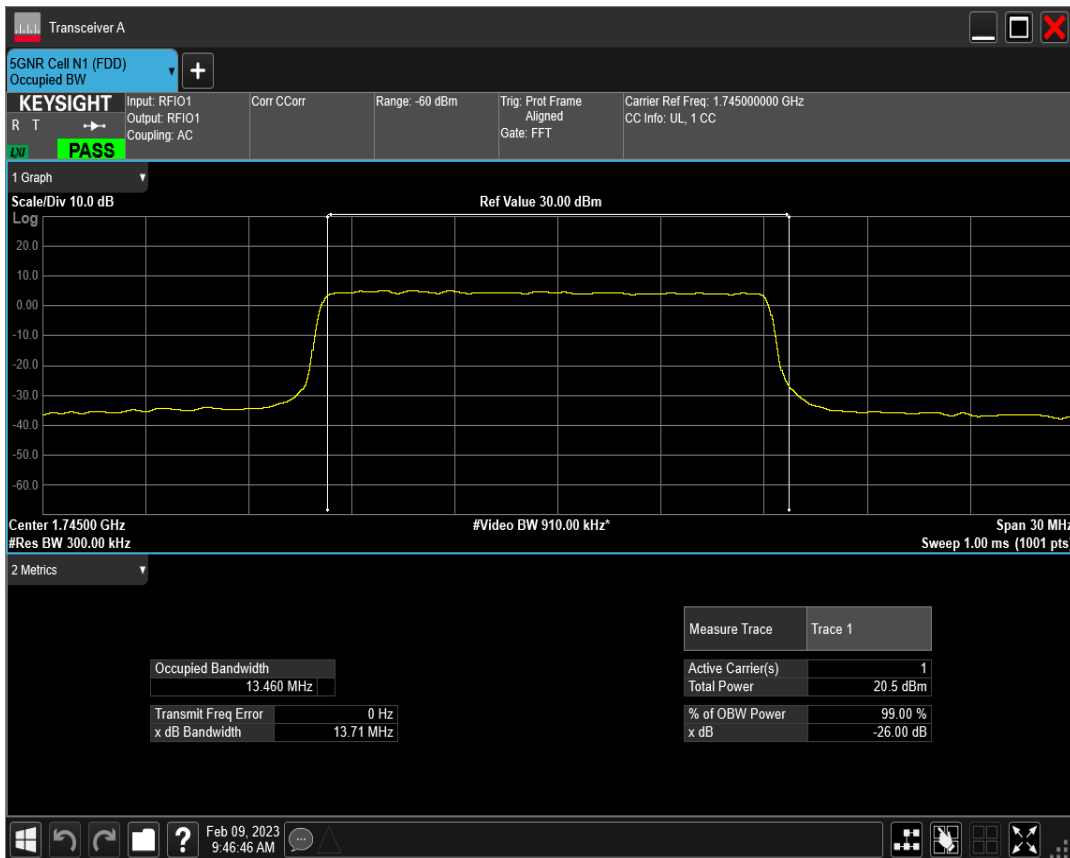 Transceiver A
5GNR Cell N1 (FDD)
Occupied BW
KEYSIGHT
R T
LXI
PASS
Input: RFIO1
Output: RFIO1
Coupling: AC
Corr CCorr
Range: -60 dBm
Trig: Prot Frame
Aligned
Gate: FFT
Carrier Ref Freq: 1.745000000 GHz
CC Info: UL, 1 CC
1 Graph
Scale/Div 10.0 dB
Ref Value 30.00 dBm
Log
20.0
10.0
0.00
-10.0
-20.0
-30.0
-40.0
-50.0
-60.0
Center 1.74500 GHz
#Video BW 910.00 kHz*
Span 30 MHz
#Res BW 300.00 kHz
Sweep 1.00 ms (1001 pts)
2 Metrics
Measure Trace Trace 1
Occupied Bandwidth
13.460 MHz
Active Carrier(s) 1
Total Power 20.5 dBm
Transmit Freq Error 0 Hz
x dB Bandwidth 13.71 MHz
% of OBW Power 99.00 %
x dB -26.00 dB
?
Feb 09, 2023
9:46:46 AM